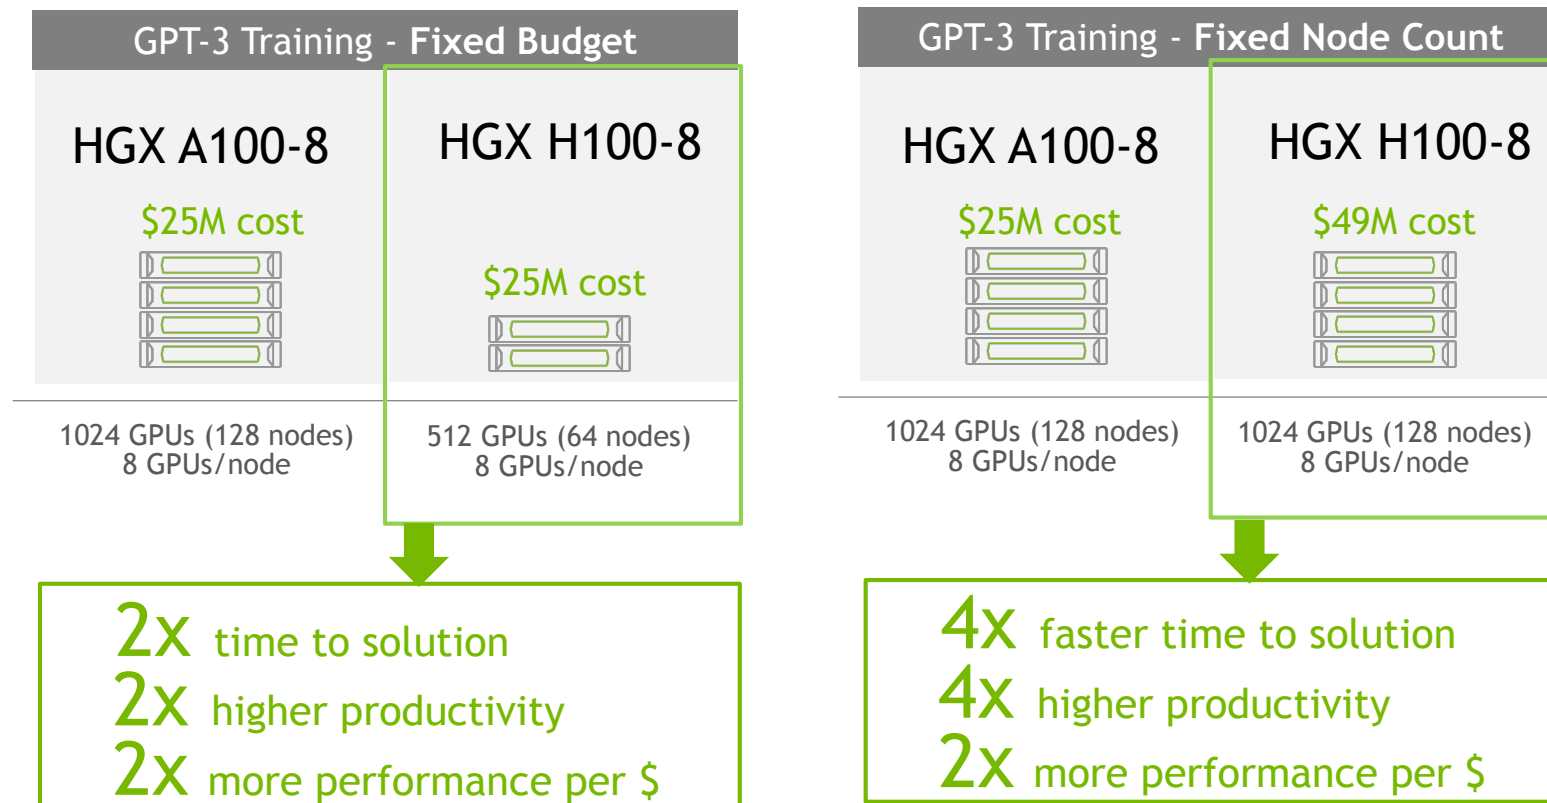 GPT-3 Training - Fixed Budget
HGX A100-8
HGX H100-8
$25M cost
$25M cost
1024 GPUs (128 nodes)
8 GPUs/node
512 GPUs (64 nodes)
8 GPUs/node
2x time to solution
2x higher productivity
2x more performance per $
GPT-3 Training - Fixed Node Count
HGX A100-8
HGX H100-8
$25M cost
$49M cost
1024 GPUs (128 nodes)
8 GPUs/node
1024 GPUs (128 nodes)
8 GPUs/node
4x faster time to solution
4x higher productivity
2x more performance per $